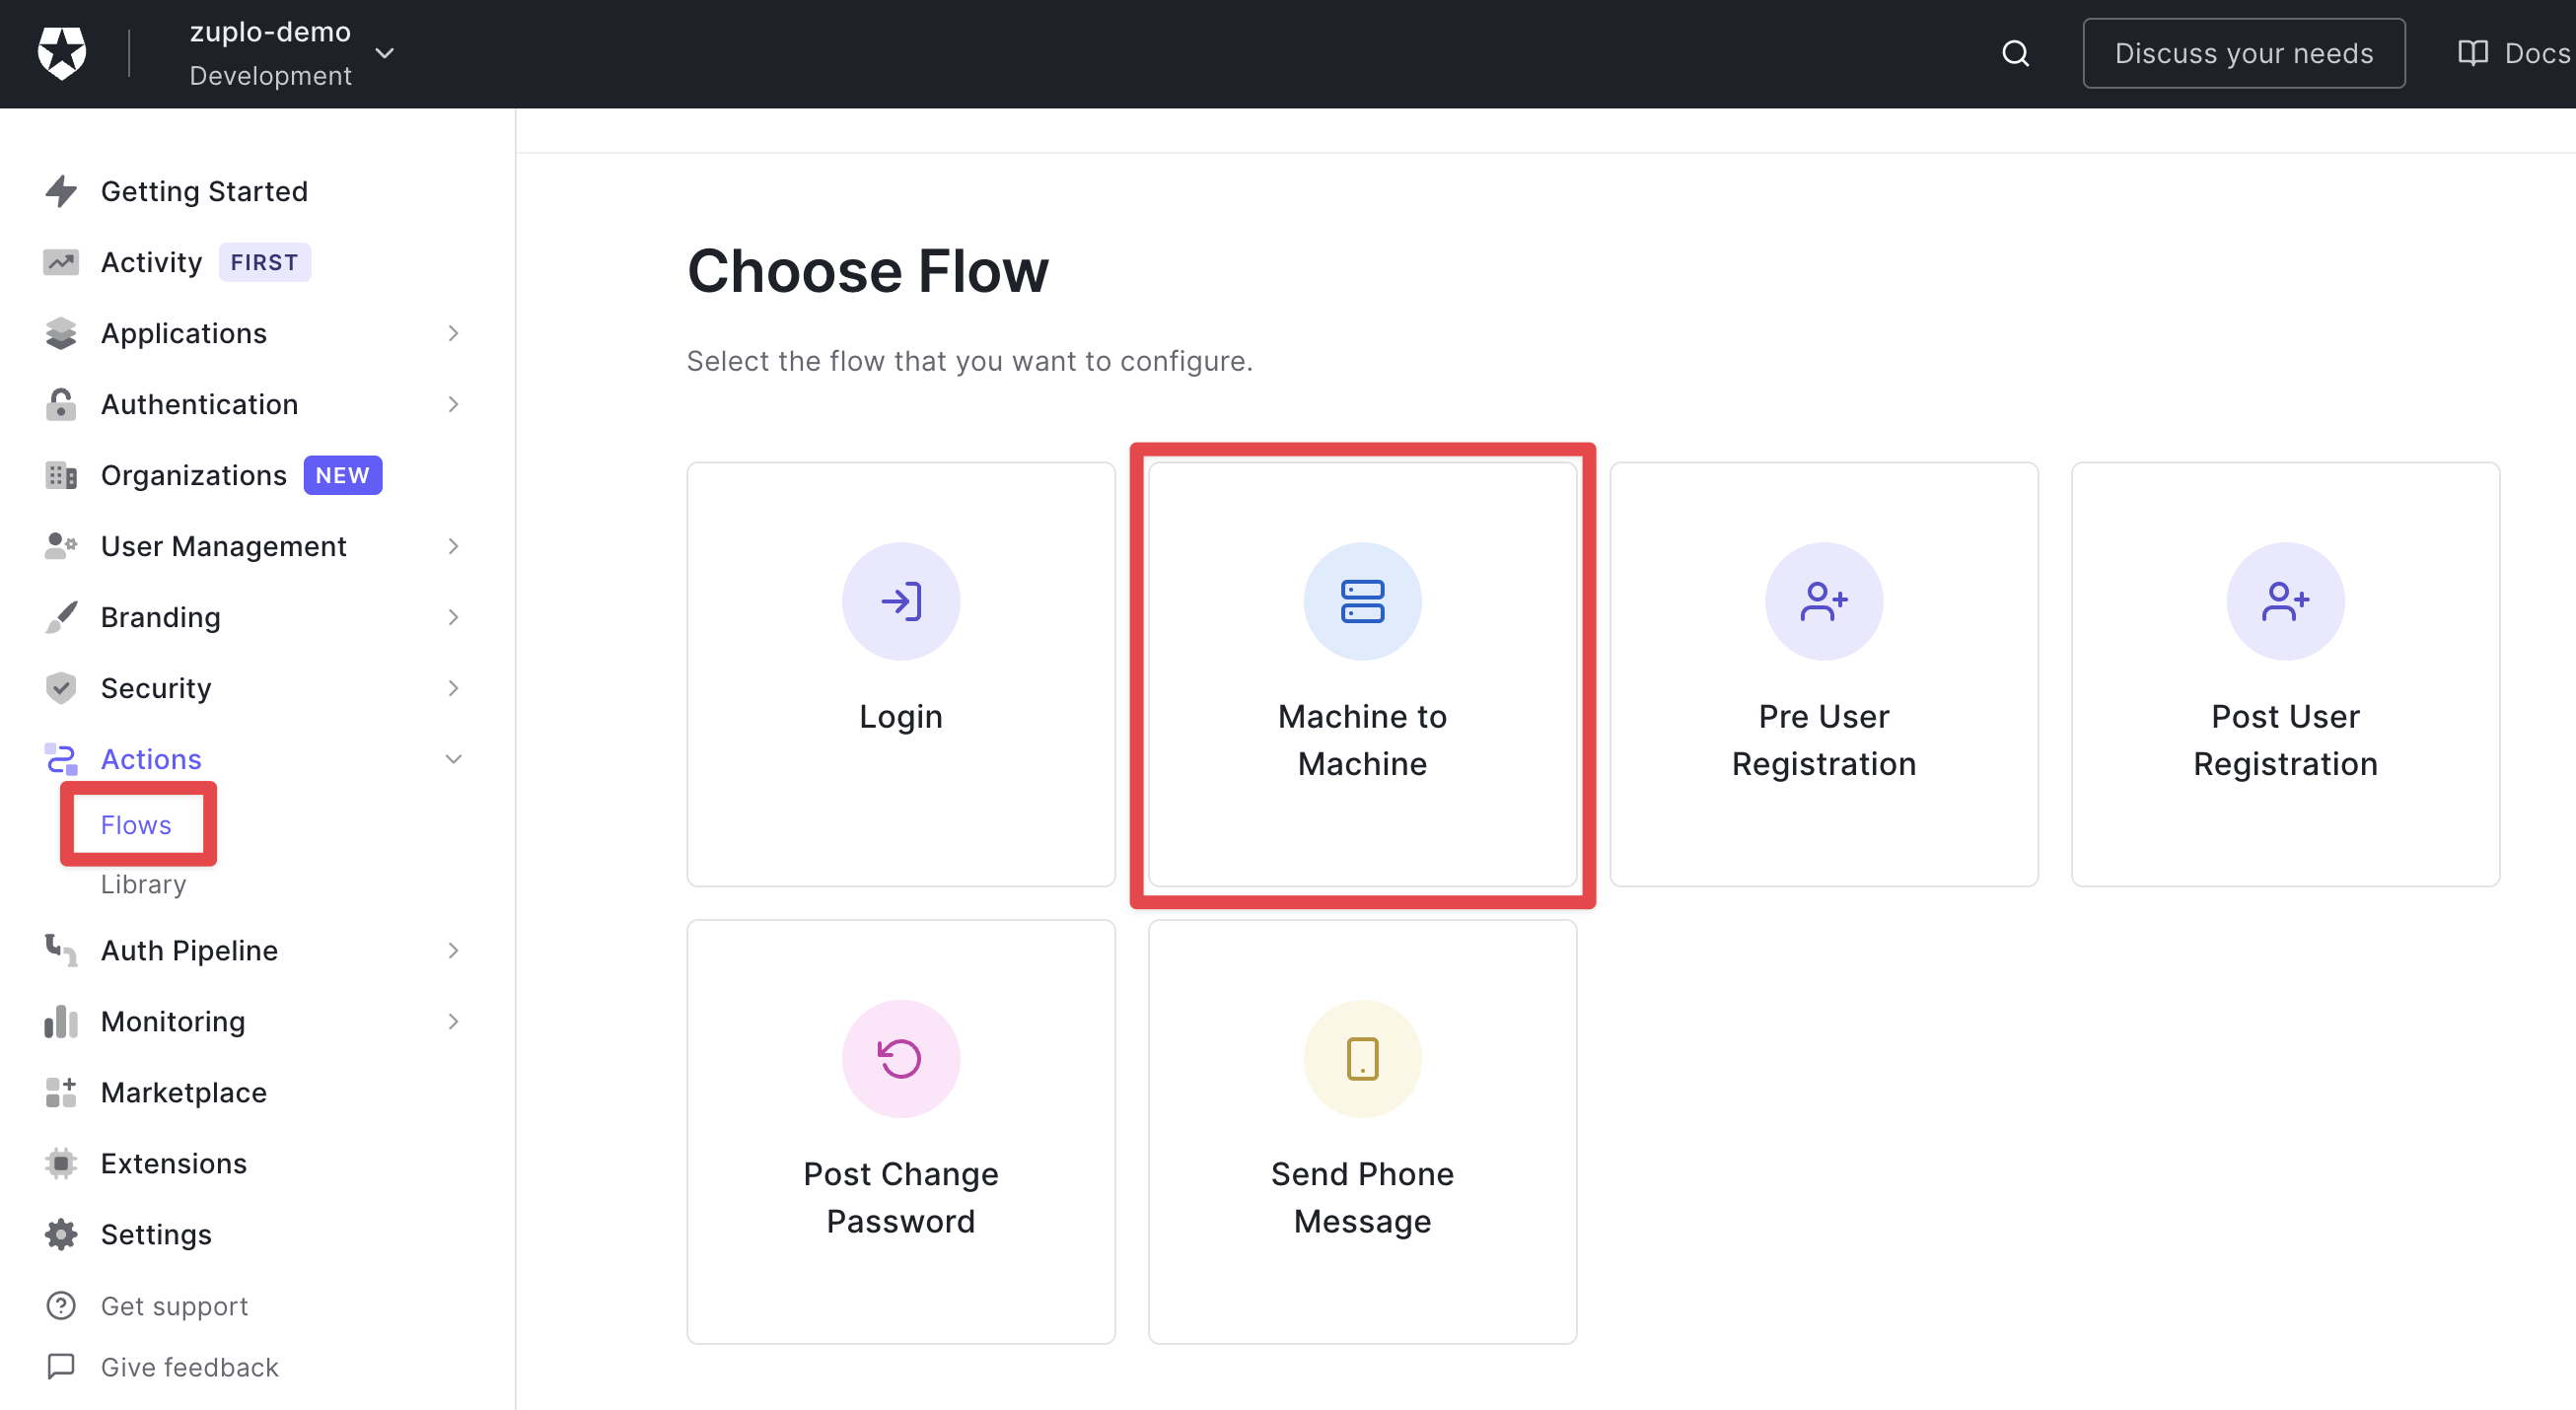 zuplo-demo
Development
Discuss your needs
Docs
Getting Started
Activity FIRST
Applications
Authentication
Organizations NEW
User Management
Branding
Security
Actions
Flows
Library
Auth Pipeline
Monitoring
Marketplace
Extensions
Settings
Get support
Give feedback
Choose Flow
Select the flow that you want to configure.
Login
Machine to
Machine
Pre User
Registration
Post User
Registration
Post Change
Password
Send Phone
Message